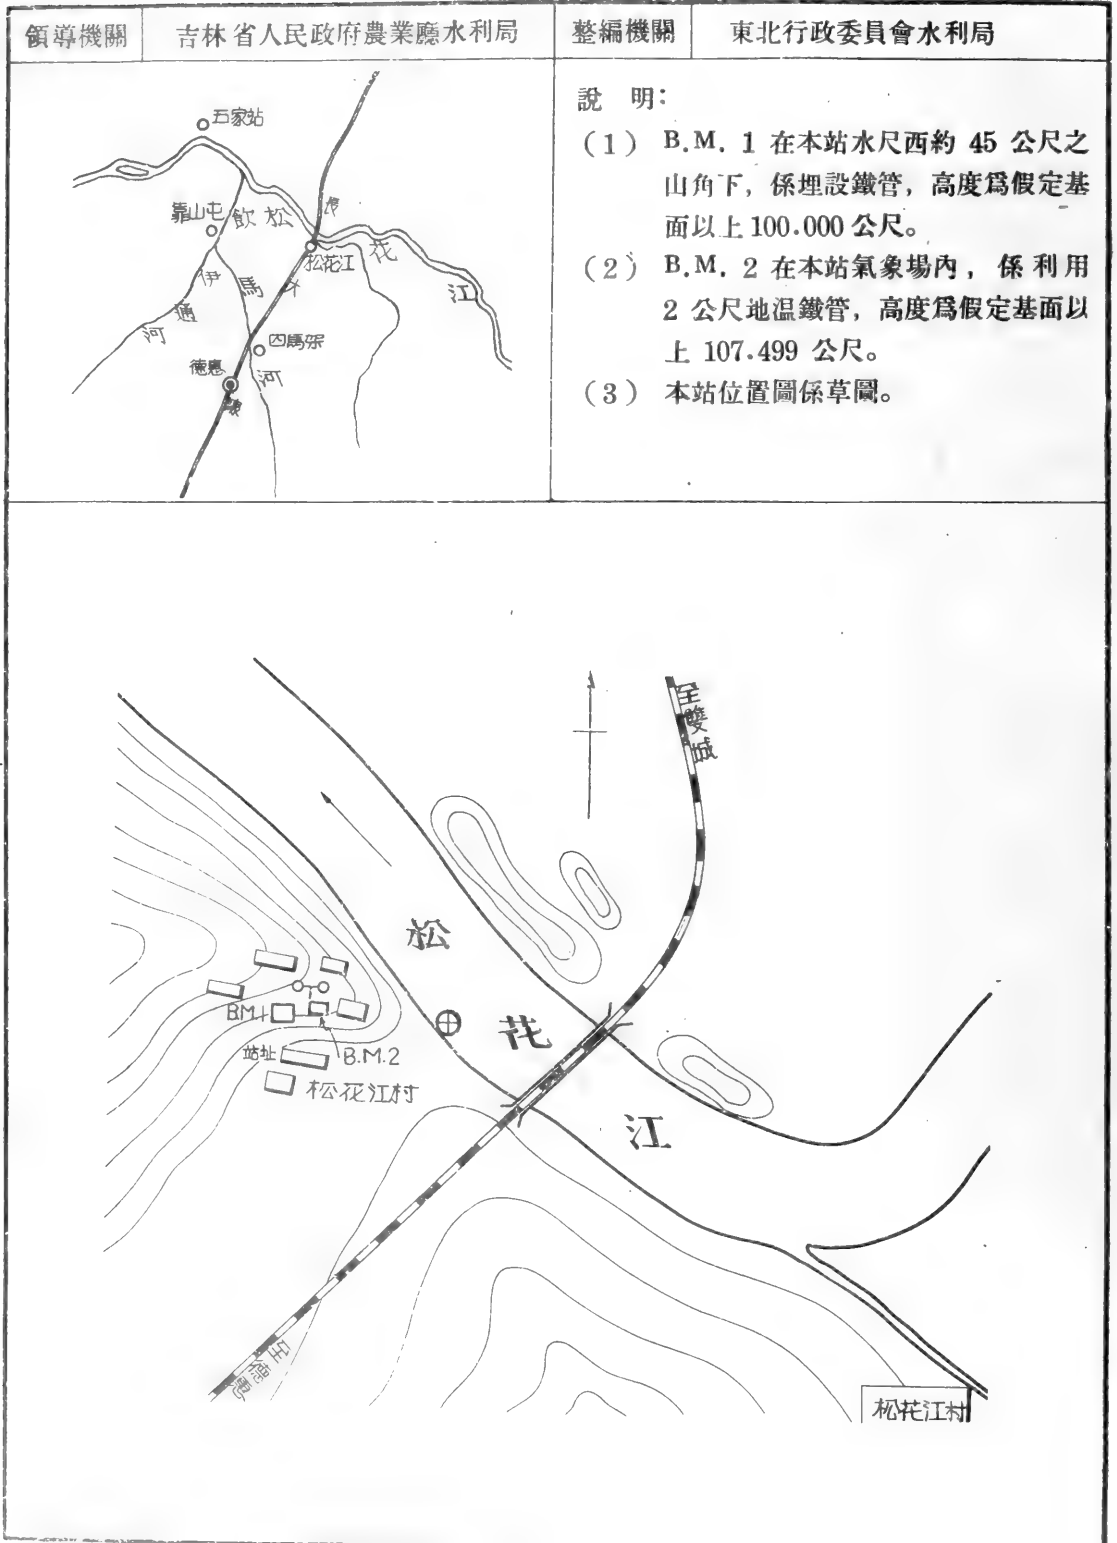 領導機關 吉林省人民政府農業廳水利局 整編機關 東北行政委員會水利局
五家站
靠山屯
飲松
松花江
花
江
伊
通
河
馬
四馬架
德惠
河
說 明：
(1) B.M. 1 在本站水尺西約 45 公尺之
山角下，係埋設鐵管，高度爲假定基
面以上 100.000 公尺。
(2) B.M. 2 在本站氣象場內，係利用
2 公尺地温鐵管，高度爲假定基面以
上 107.499 公尺。
(3) 本站位置圖係草圖。
至雙城
松
花
江
B.M.1
站址
B.M.2
松花江村
至德惠
松花江村